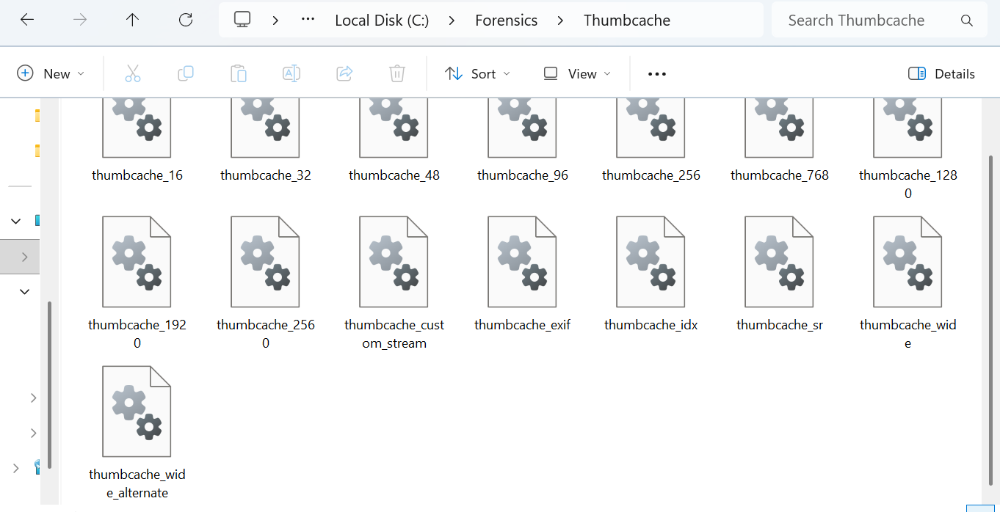 Local Disk (C:) Forensics Thumbcache Search Thumbcache
New Sort View Details
thumbcache_16 thumbcache_32 thumbcache_48 thumbcache_96 thumbcache_256 thumbcache_768 thumbcache_128
0
thumbcache_192 thumbcache_256 thumbcache_cust thumbcache_exif thumbcache_idx thumbcache_sr thumbcache_wid
0 0 om_stream e
thumbcache_wid
e_alternate